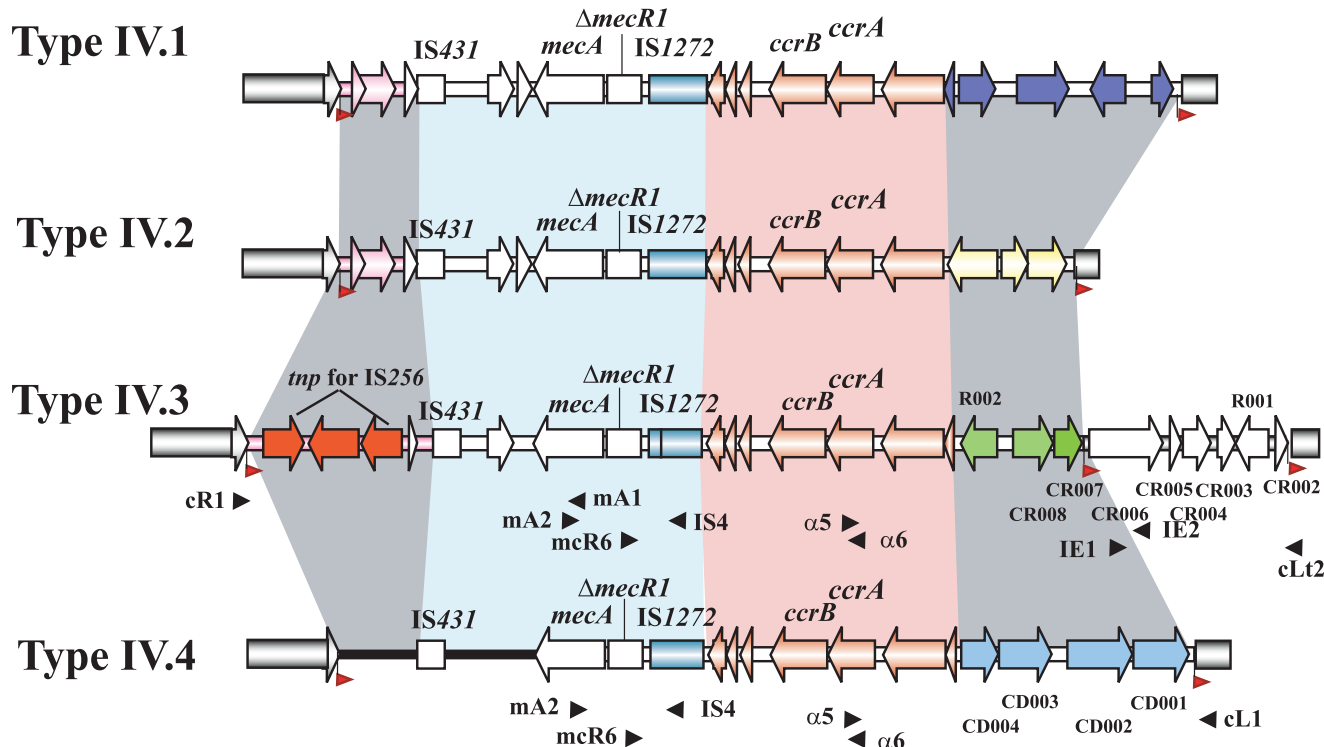 Type IV.1
IS431
mecA
ΔmecR1
IS1272
ccrB
ccrA
Type IV.2
IS431
mecA
ΔmecR1
IS1272
ccrB
ccrA
Type IV.3
tnp for IS256
IS431
mecA
ΔmecR1
IS1272
ccrB
ccrA
R002
R001
CR007
CR005
CR003
CR002
CR008
CR006
CR004
cR1
mA1
mA2
IS4
α5
mcR6
α6
IE2
IE1
cLt2
Type IV.4
IS431
mecA
ΔmecR1
IS1272
ccrB
ccrA
CD003
CD001
CD004
CD002
mA2
IS4
α5
cL1
mcR6
α6